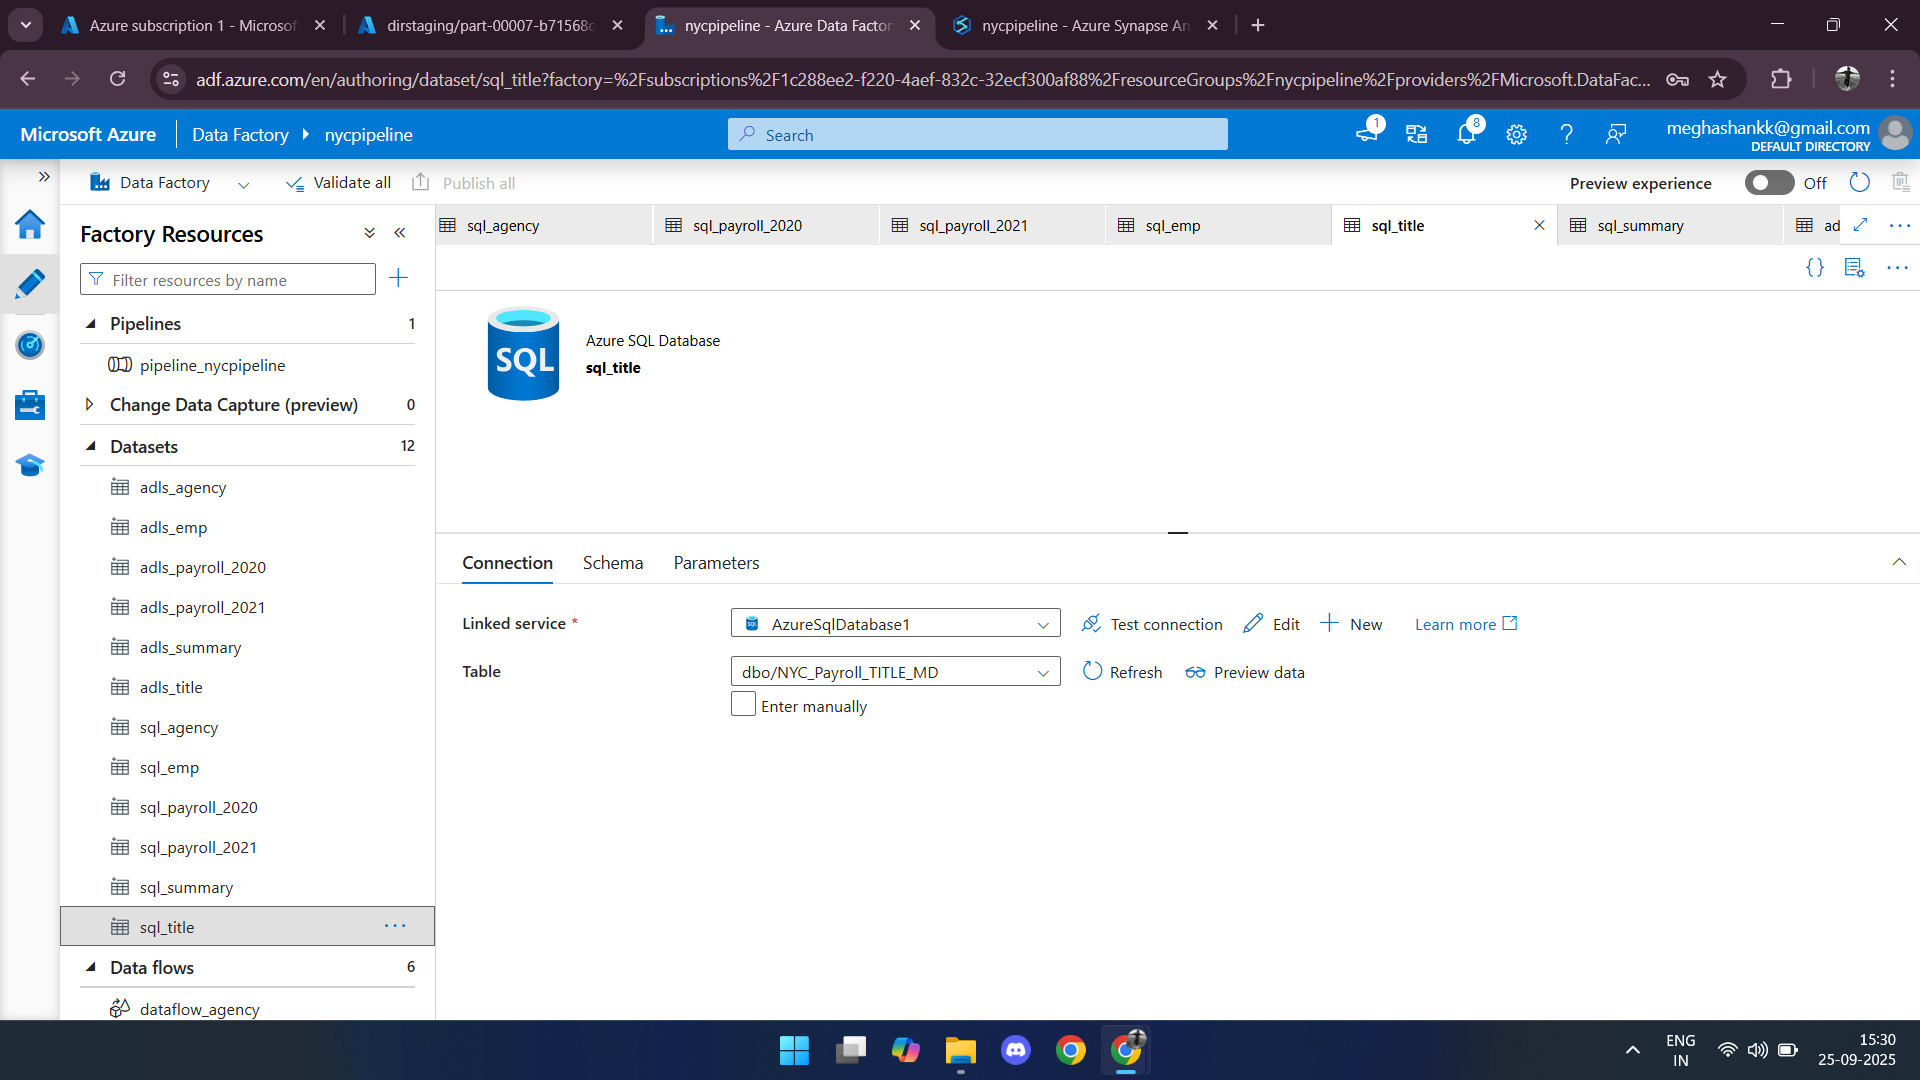 Azure subscription 1 - Microsof
dirstaging/part-00007-b71568c
nycpipeline - Azure Data Factor
nycpipeline - Azure Synapse An
adf.azure.com/en/authoring/dataset/sql_title?factory=%2Fsubscriptions%2F1c288ee2-f220-4aef-832c-32ecf300af88%2FresourceGroups%2Fnycpipeline%2Fproviders%2FMicrosoft.DataFac...
Microsoft Azure
Data Factory
nycpipeline
Search
1
8
meghashankk@gmail.com
DEFAULT DIRECTORY
Data Factory
Validate all
Publish all
Preview experience
Off
Factory Resources
Filter resources by name
Pipelines 1
pipeline_nycpipeline
Change Data Capture (preview) 0
Datasets 12
adls_agency
adls_emp
adls_payroll_2020
adls_payroll_2021
adls_summary
adls_title
sql_agency
sql_emp
sql_payroll_2020
sql_payroll_2021
sql_summary
sql_title
Data flows 6
dataflow_agency
sql_agency
sql_payroll_2020
sql_payroll_2021
sql_emp
sql_title
sql_summary
ad
SQL
Azure SQL Database
sql_title
Connection
Schema
Parameters
Linked service *
AzureSqlDatabase1
Test connection
Edit
New
Learn more
Table
dbo/NYC_Payroll_TITLE_MD
Refresh
Preview data
Enter manually
ENG
IN
15:30
25-09-2025